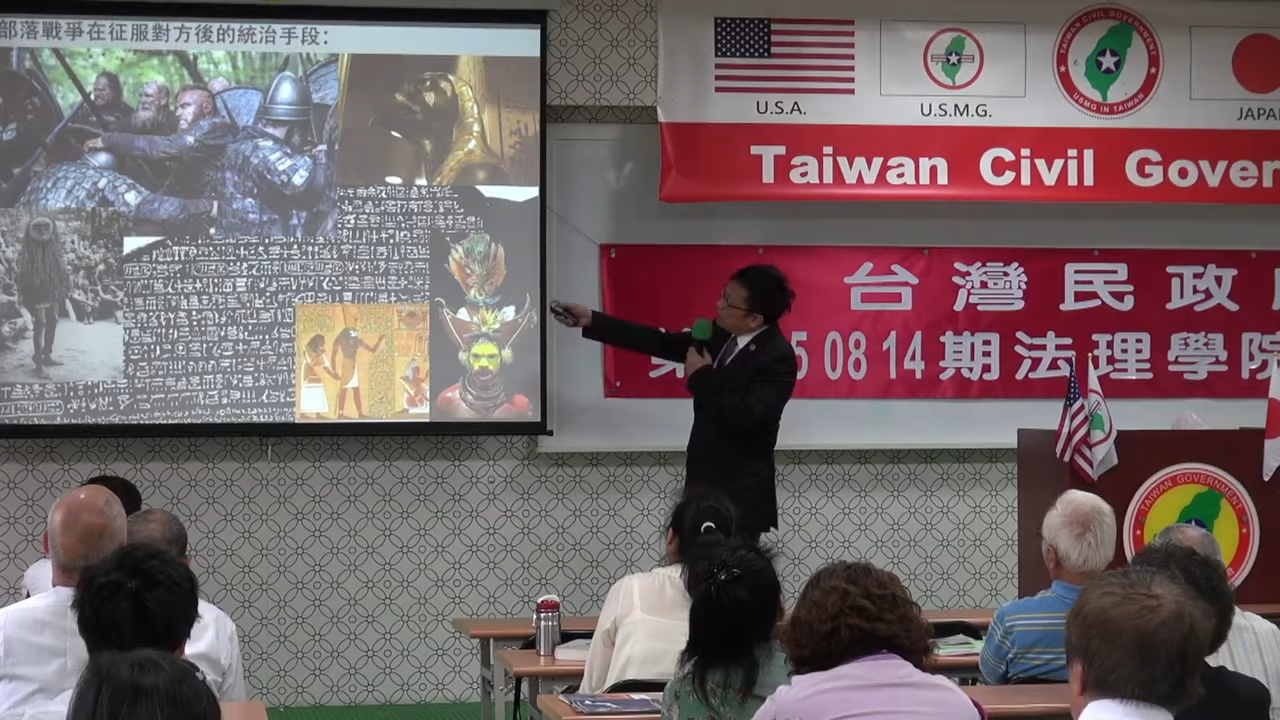 部落戰爭在征服對方後的統治手段:
U.S.A.
U.S.M.G.
TAIWAN CIVIL GOVERNMENT
USMG IN TAIWAN
JAPA
Taiwan Civil Gover
台灣民政
第 5 08 14 期法理學院
TAIWAN GOVERNMENT